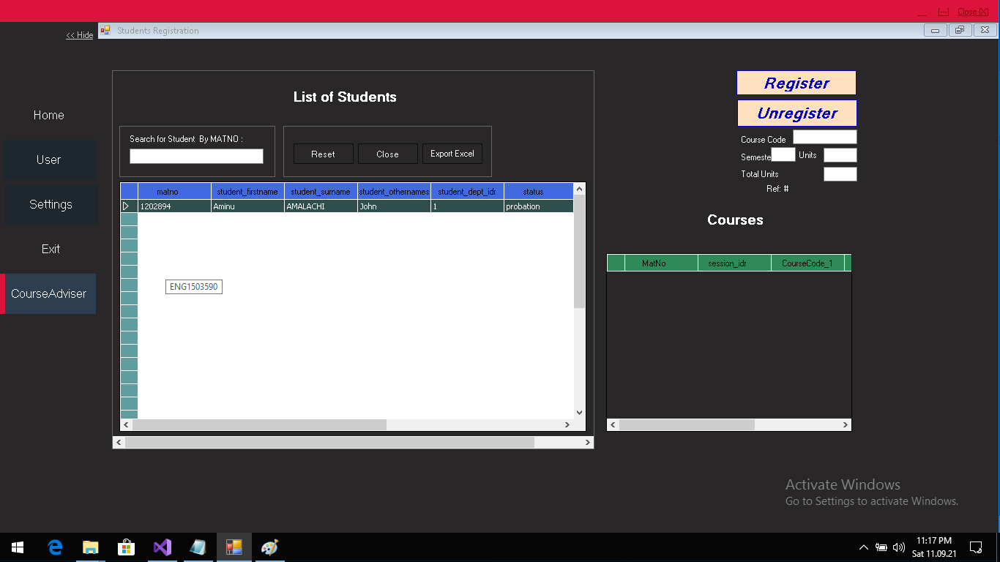 Close [X]
<< Hide
Students Registration
Home
User
Settings
Exit
CourseAdviser
List of Students
Search for Student By MATNO :
Reset Close Export Excel
matno student_firstname student_surname student_othernames student_dept_idr status
1202894 Aminu AMALACHI John 1 probation
ENG1503590
Register
Unregister
Course Code
Semeste Units
Total Units
Ref: #
Courses
MatNo session_idr CourseCode_1
Activate Windows
Go to Settings to activate Windows.
11:17 PM
Sat 11.09.21